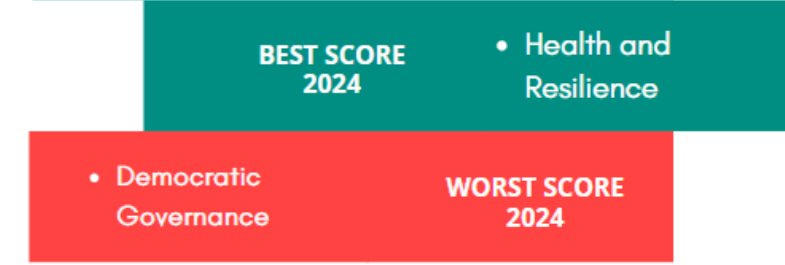 BEST SCORE
2024
• Health and
Resilience
• Democratic
Governance
WORST SCORE
2024